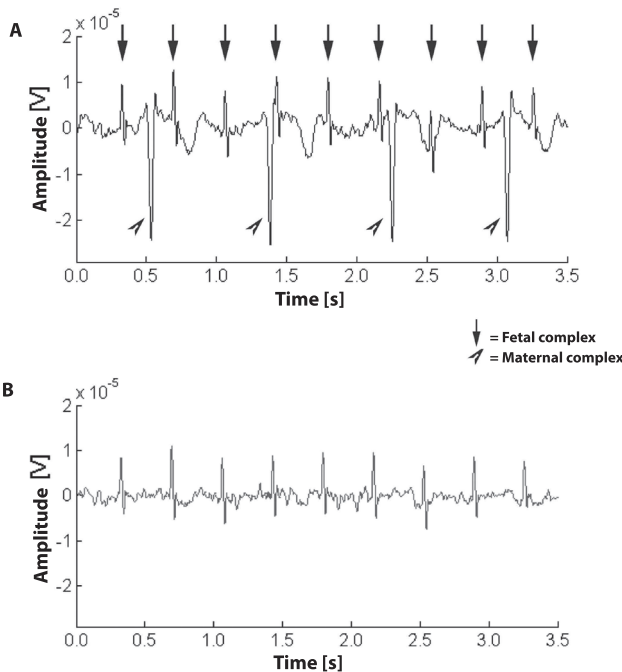 A
x 10-5
2
1
0
-1
-2
Amplitude [V]
0.0 0.5 1.0 1.5 2.0 2.5 3.0 3.5
Time [s]
= Fetal complex
= Maternal complex
B
x 10-5
2
1
0
-1
-2
Amplitude [V]
0.0 0.5 1.0 1.5 2.0 2.5 3.0 3.5
Time [s]